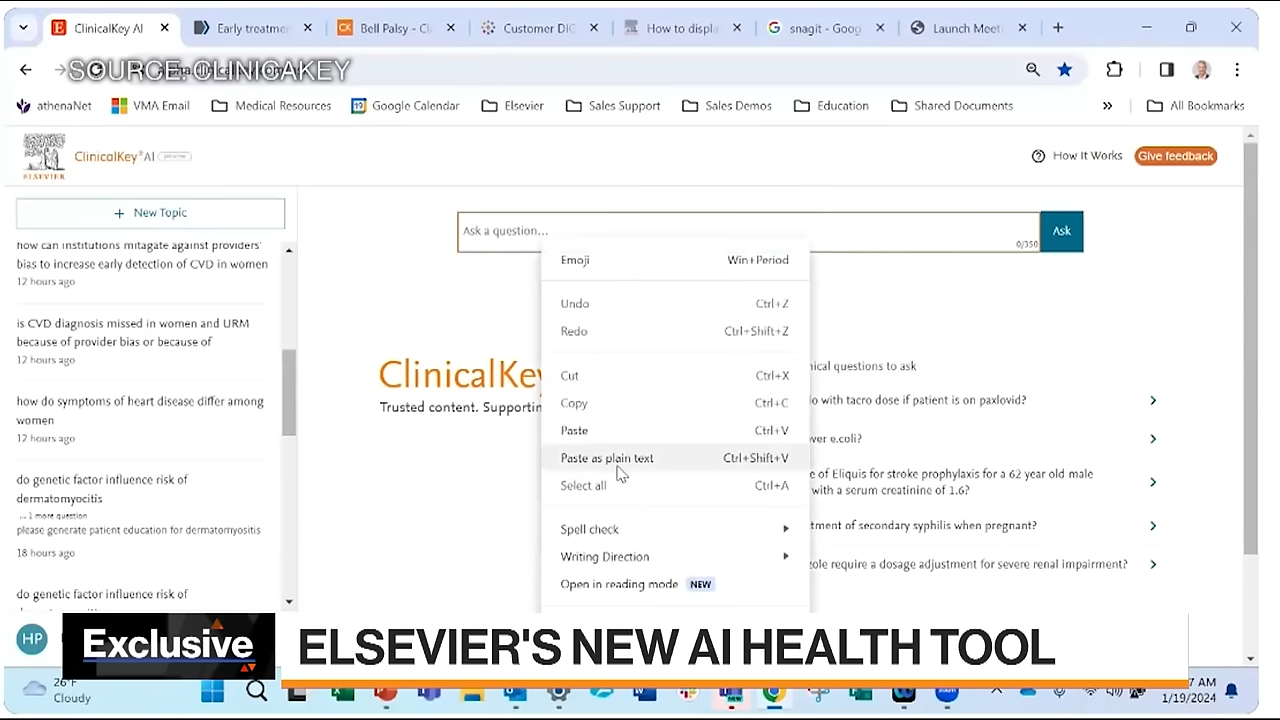 ClinicalKey AI
Early treatme
Bell Palsy - Cli
Customer DIG
How to displa
snagit - Goog
Launch Meeti
SOURCE: CLINICAKEY
athenaNet
VMA Email
Medical Resources
Google Calendar
Elsevier
Sales Support
Sales Demos
Education
Shared Documents
All Bookmarks
ELSEVIER
ClinicalKey®AI
How It Works
Give feedback
+ New Topic
how can institutions mitagate against providers'
bias to increase early detection of CVD in women
12 hours ago
is CVD diagnosis missed in women and URM
because of provider bias or because of
12 hours ago
how do symptoms of heart disease differ among
women
12 hours ago
do genetic factor influence risk of
dermatomyocitis
... 1 more question
please generate patient education for dermatomyositis
18 hours ago
do genetic factor influence risk of
Ask a question...
0/350
Ask
Emoji Win+Period
Undo Ctrl+Z
Redo Ctrl+Shift+Z
Cut Ctrl+X
Copy Ctrl+C
Paste Ctrl+V
Paste as plain text Ctrl+Shift+V
Select all Ctrl+A
Spell check
Writing Direction
Open in reading mode NEW
ClinicalKey
Trusted content. Supportin
nical questions to ask
o with tacro dose if patient is on paxlovid?
ver e.coli?
e of Eliquis for stroke prophylaxis for a 62 year old male
with a serum creatinine of 1.6?
tment of secondary syphilis when pregnant?
zole require a dosage adjustment for severe renal impairment?
HP
Exclusive
ELSEVIER'S NEW AI HEALTH TOOL
26°F
Cloudy
7 AM
1/19/2024